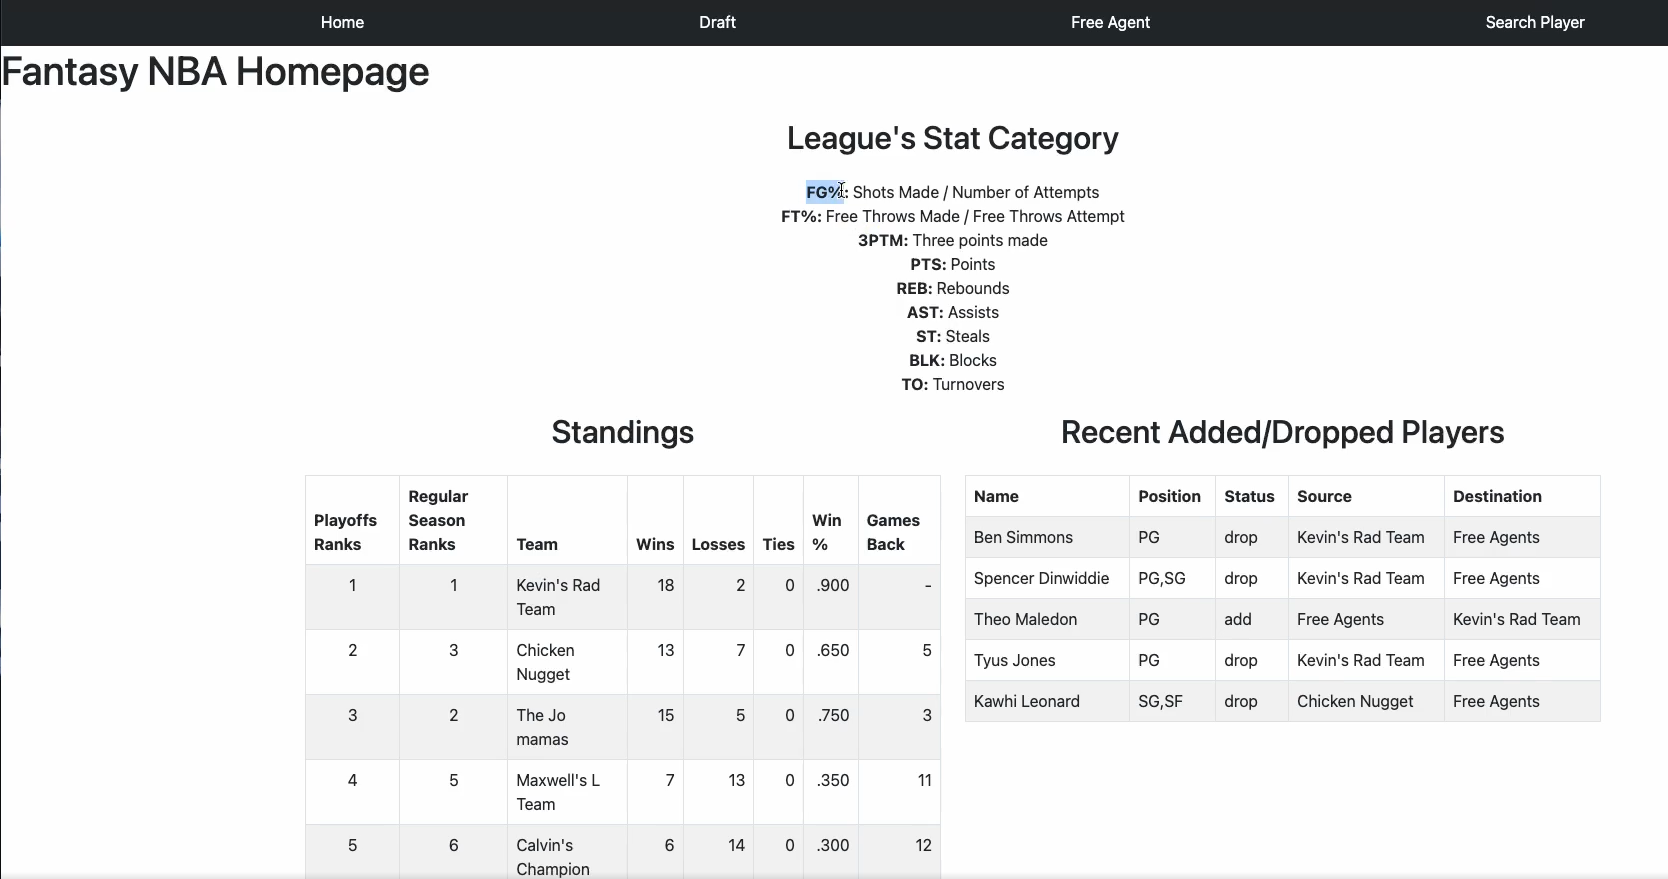 Home Draft Free Agent Search Player
Fantasy NBA Homepage
League's Stat Category
FG%: Shots Made / Number of Attempts
FT%: Free Throws Made / Free Throws Attempt
3PTM: Three points made
PTS: Points
REB: Rebounds
AST: Assists
ST: Steals
BLK: Blocks
TO: Turnovers
Standings
Playoffs Ranks Regular Season Ranks Team Wins Losses Ties Win % Games Back
1 1 Kevin's Rad Team 18 2 0 .900 -
2 3 Chicken Nugget 13 7 0 .650 5
3 2 The Jo mamas 15 5 0 .750 3
4 5 Maxwell's L Team 7 13 0 .350 11
5 6 Calvin's Champion 6 14 0 .300 12
Recent Added/Dropped Players
Name Position Status Source Destination
Ben Simmons PG drop Kevin's Rad Team Free Agents
Spencer Dinwiddie PG,SG drop Kevin's Rad Team Free Agents
Theo Maledon PG add Free Agents Kevin's Rad Team
Tyus Jones PG drop Kevin's Rad Team Free Agents
Kawhi Leonard SG,SF drop Chicken Nugget Free Agents